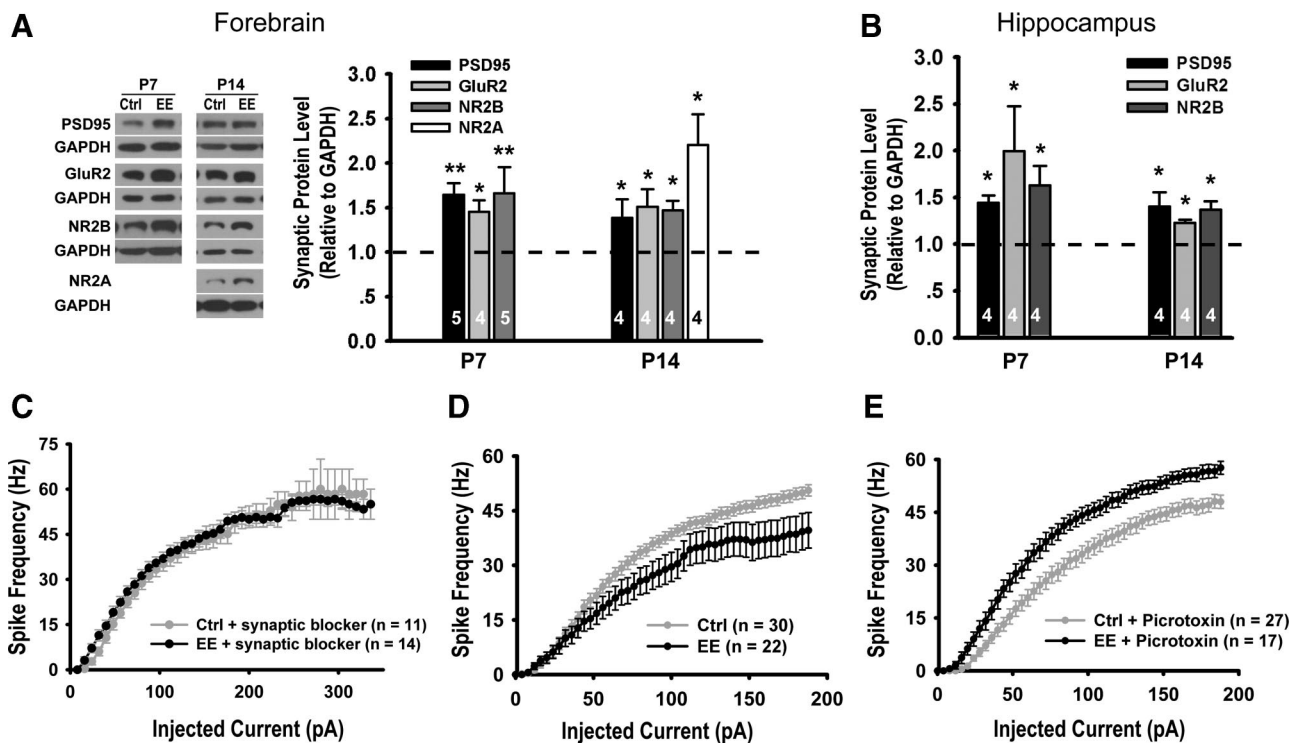 A
Forebrain
P7
P14
Ctrl EE
Ctrl EE
PSD95
GAPDH
GluR2
GAPDH
NR2B
GAPDH
NR2A
GAPDH
Synaptic Protein Level
(Relative to GAPDH)
3.0
2.5
2.0
1.5
1.0
.5
0.0
PSD95
GluR2
NR2B
NR2A
** * ** * * * *
5 4 5 4 4 4 4
P7 P14
B
Hippocampus
Synaptic Protein Level
(Relative to GAPDH)
3.0
2.5
2.0
1.5
1.0
.5
0.0
PSD95
GluR2
NR2B
* * * * * *
4 4 4 4 4 4
P7 P14
C
Spike Frequency (Hz)
75
60
45
30
15
0
Ctrl + synaptic blocker (n = 11)
EE + synaptic blocker (n = 14)
0 100 200 300
Injected Current (pA)
D
Spike Frequency (Hz)
60
45
30
15
0
Ctrl (n = 30)
EE (n = 22)
0 50 100 150 200
Injected Current (pA)
E
Spike Frequency (Hz)
60
45
30
15
0
Ctrl + Picrotoxin (n = 27)
EE + Picrotoxin (n = 17)
0 50 100 150 200
Injected Current (pA)